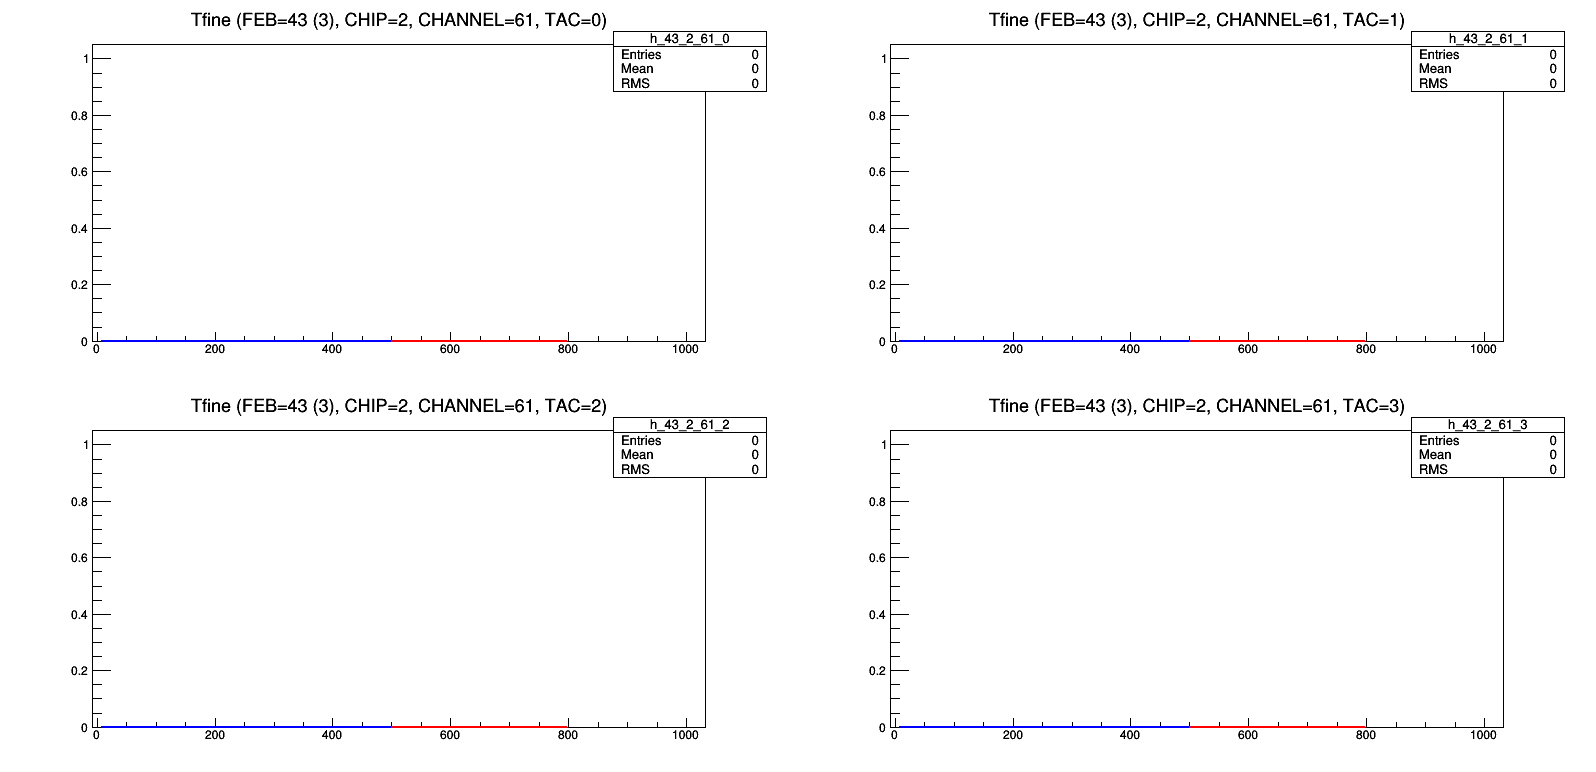 Tfine (FEB=43 (3), CHIP=2, CHANNEL=61, TAC=0)
h_43_2_61_0
Entries 0
Mean 0
RMS 0
1
0.8
0.6
0.4
0.2
0
0 200 400 600 800 1000
Tfine (FEB=43 (3), CHIP=2, CHANNEL=61, TAC=1)
h_43_2_61_1
Entries 0
Mean 0
RMS 0
1
0.8
0.6
0.4
0.2
0
0 200 400 600 800 1000
Tfine (FEB=43 (3), CHIP=2, CHANNEL=61, TAC=2)
h_43_2_61_2
Entries 0
Mean 0
RMS 0
1
0.8
0.6
0.4
0.2
0
0 200 400 600 800 1000
Tfine (FEB=43 (3), CHIP=2, CHANNEL=61, TAC=3)
h_43_2_61_3
Entries 0
Mean 0
RMS 0
1
0.8
0.6
0.4
0.2
0
0 200 400 600 800 1000